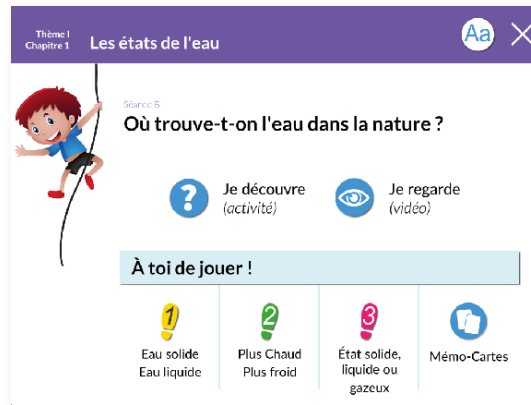 Thème I
Chapitre 1
Les états de l'eau
Aa
Séance B
Où trouve-t-on l'eau dans la nature ?
?
Je découvre
(activité)
Je regarde
(vidéo)
À toi de jouer !
1
Eau solide
Eau liquide
2
Plus Chaud
Plus froid
3
État solide,
liquide ou
gazeux
Mémo-Cartes